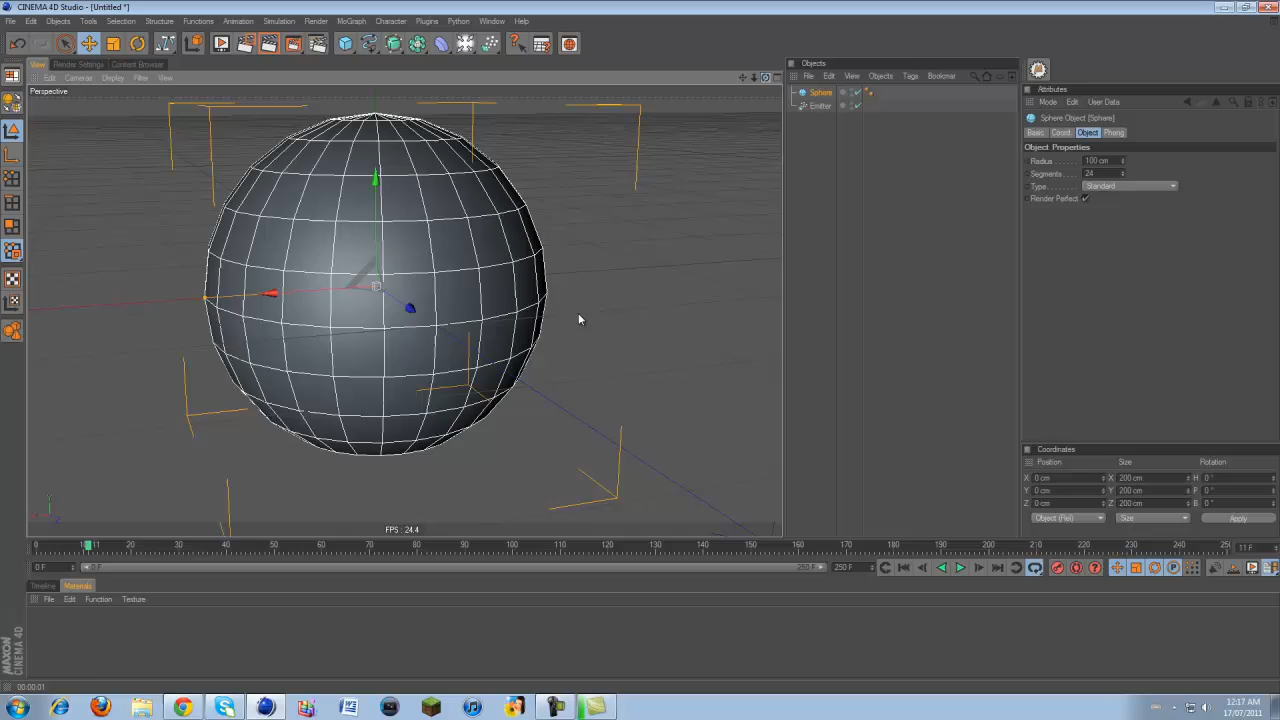 CINEMA 4D Studio - [Untitled *]
File Edit Objects Tools Selection Structure Functions Animation Simulation Render MoGraph Character Plugins Python Window Help
View Render Settings Content Browser
Edit Cameras Display Filter View
Perspective
FPS : 24.4
Objects
File Edit View Objects Tags Bookmar
Sphere
Emitter
Attributes
Mode Edit User Data
Sphere Object [Sphere]
Basic Coord. Object Phong
Object Properties
Radius 100 cm
Segments 24
Type Standard
Render Perfect
Coordinates
Position Size Rotation
X 0 cm X 200 cm H 0 °
Y 0 cm Y 200 cm P 0 °
Z 0 cm Z 200 cm B 0 °
Object (Rel) Size Apply
0 10 11 20 30 40 50 60 70 80 90 100 110 120 130 140 150 160 170 180 190 200 210 220 230 240 250 11 F
0 F 0 F 250 F 250 F
Timeline Materials
File Edit Function Texture
MAXON CINEMA 4D
00:00:01
12:17 AM
17/07/2011